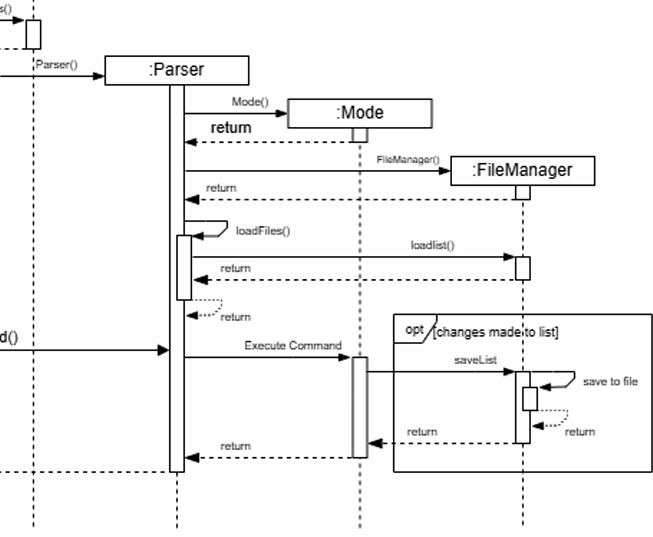 s()
Parser()
:Parser
Mode()
:Mode
return
FileManager()
:FileManager
return
loadFiles()
loadlist()
return
return
opt [changes made to list]
d()
Execute Command
saveList
save to file
return
return
return